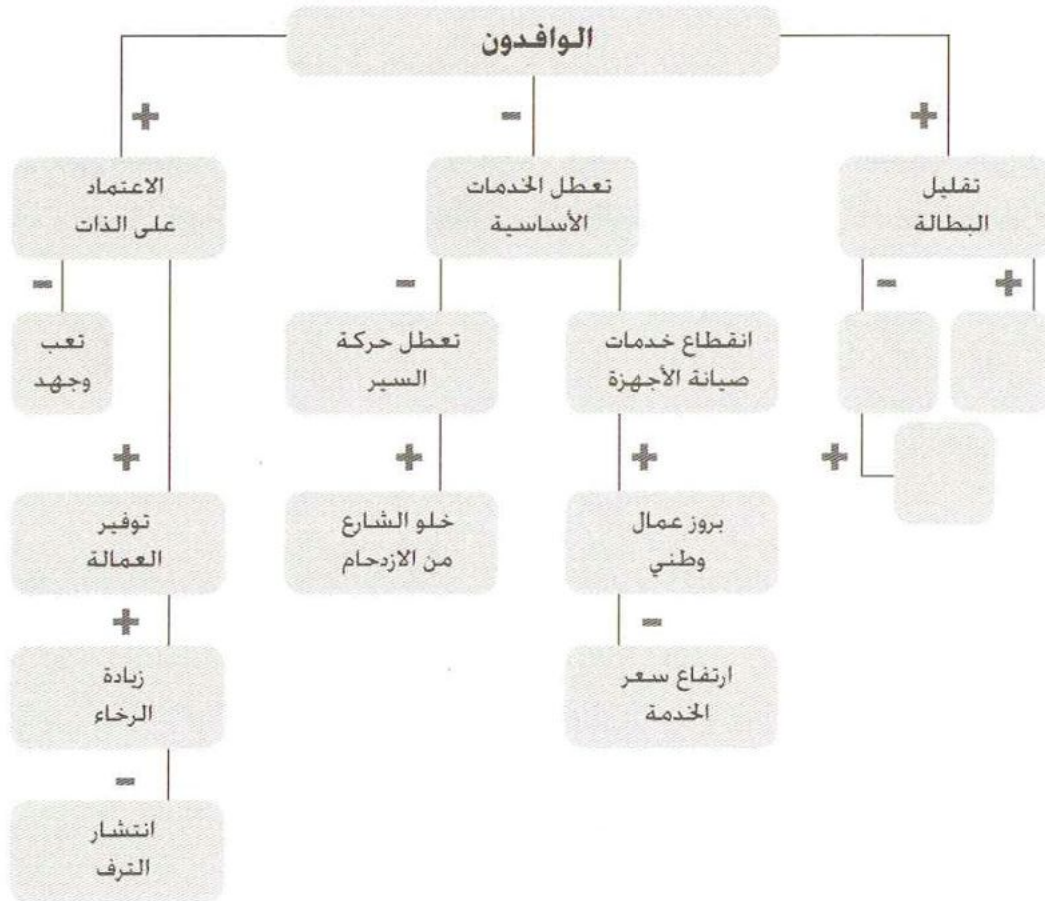 الوافدون
+
-
+
تقليل
البطالة
تعطل الخدمات
الأساسية
الاعتماد
على الذات
-
+
-
-
انقطاع خدمات
صيانة الأجهزة
تعطل حركة
السير
تعب
وجهد
+
+
+
+
بروز عمال
وطني
خلو الشارع
من الازدحام
توفير
العمالة
-
+
ارتفاع سعر
الخدمة
زيادة
الرخاء
-
انتشار
الترف